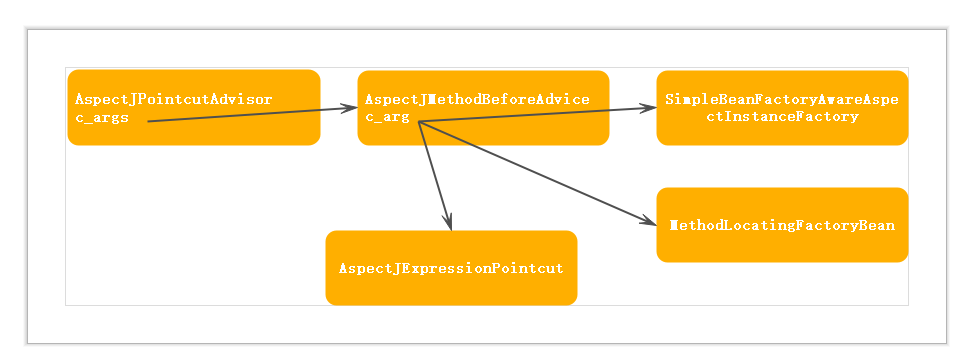 AspectJPointcutAdvisor
c_args
AspectJMethodBeforeAdvice
c_arg
SimpleBeanFactoryAwareAspe
ctInstanceFactory
MethodLocatingFactoryBean
AspectJExpressionPointcut